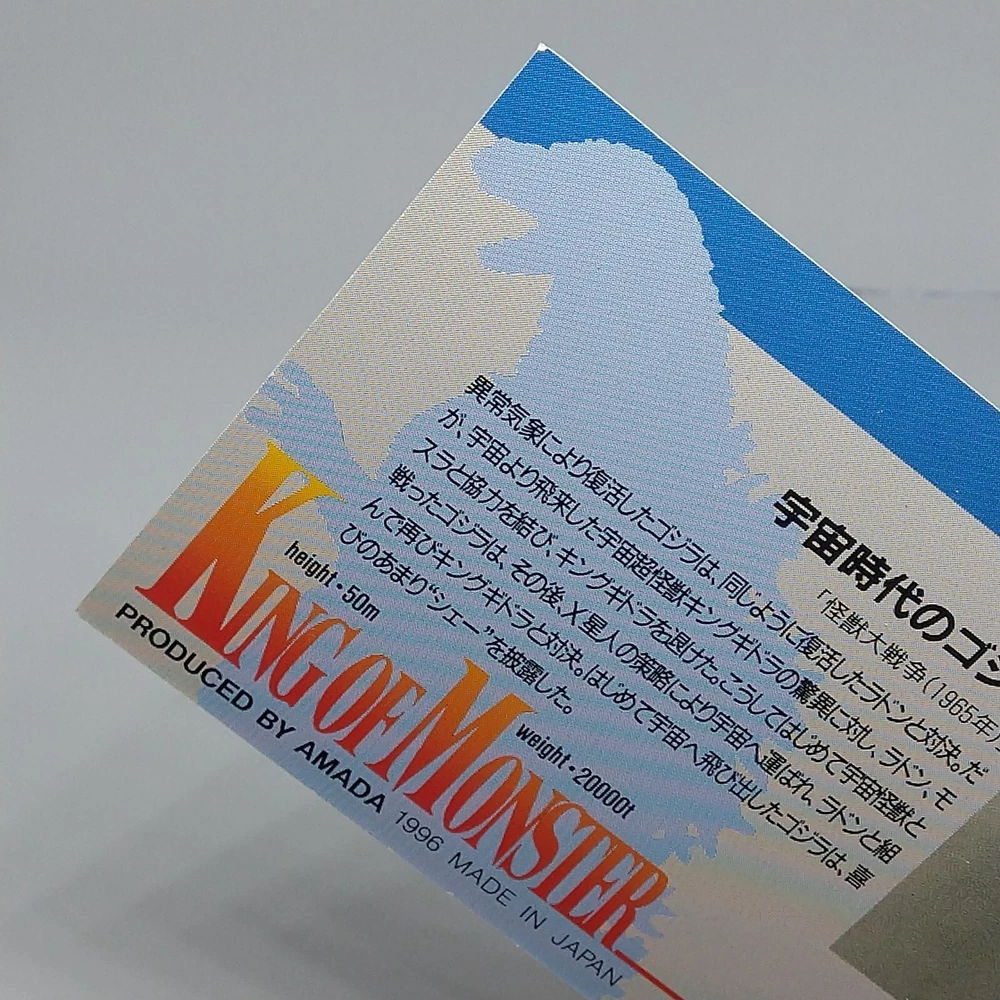 宇宙時代のゴジ
「怪獣大戦争(1965年)
異常気象により復活したゴジラは、同じように復活したラドンと対決。だ
が、宇宙より飛来した宇宙超怪獣キングギドラの驚異に対し、ラドン、モ
スラと協力を結び、キングギドラを退けた。こうしてはじめて宇宙怪獣と
戦ったゴジラは、その後、X星人の策略により宇宙へ運ばれ、ラドンと組
んで再びキングギドラと対決。はじめて宇宙へ飛び出したゴジラは、喜
びのあまり“シェー”を披露した。
height・50m
weight・20000t
KING OF MONSTER
PRODUCED BY AMADA 1996 MADE IN JAPAN